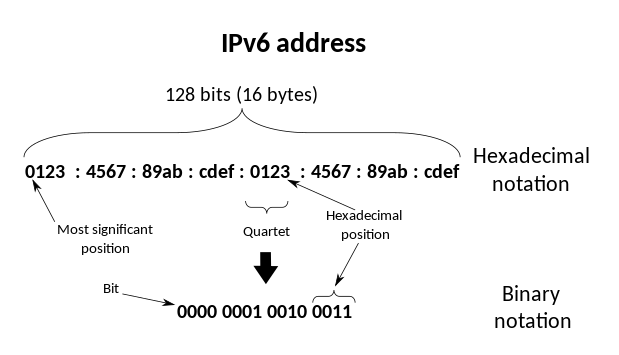 IPv6 address
128 bits (16 bytes)
0123 : 4567 : 89ab : cdef : 0123 : 4567 : 89ab : cdef
Hexadecimal
notation
Most significant
position
Quartet
Hexadecimal
position
Bit
0000 0001 0010 0011
Binary
notation